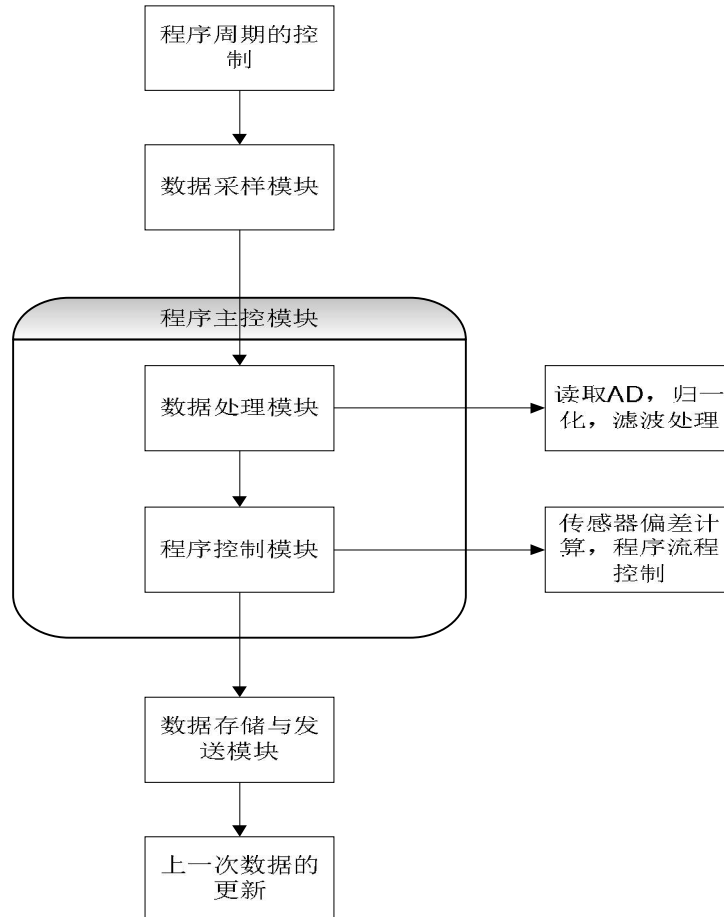 程序周期的控
制
数据采样模块
程序主控模块
数据处理模块
读取AD，归一
化，滤波处理
程序控制模块
传感器偏差计
算，程序流程
控制
数据存储与发
送模块
上一次数据的
更新